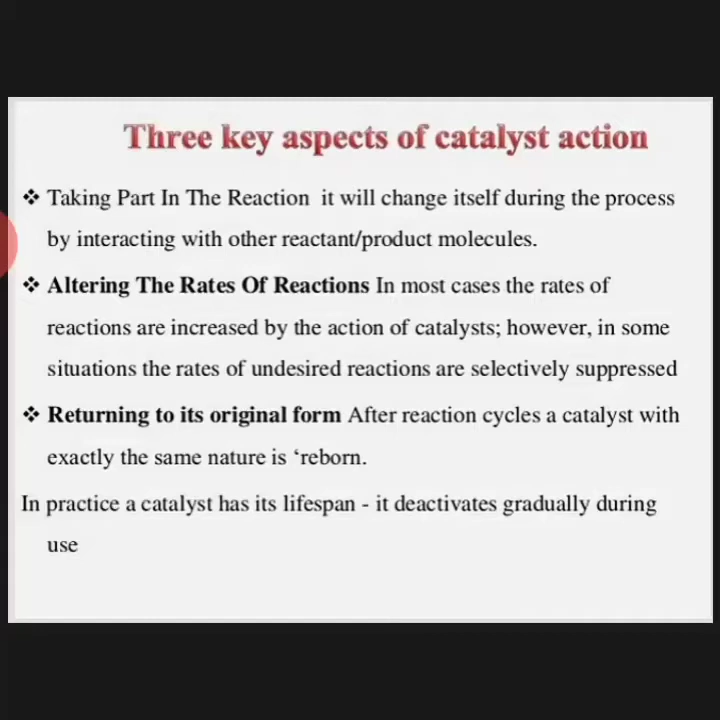 Three key aspects of catalyst action
❖ Taking Part In The Reaction it will change itself during the process
by interacting with other reactant/product molecules.
❖ Altering The Rates Of Reactions In most cases the rates of
reactions are increased by the action of catalysts; however, in some
situations the rates of undesired reactions are selectively suppressed
❖ Returning to its original form After reaction cycles a catalyst with
exactly the same nature is ‘reborn.
In practice a catalyst has its lifespan - it deactivates gradually during
use